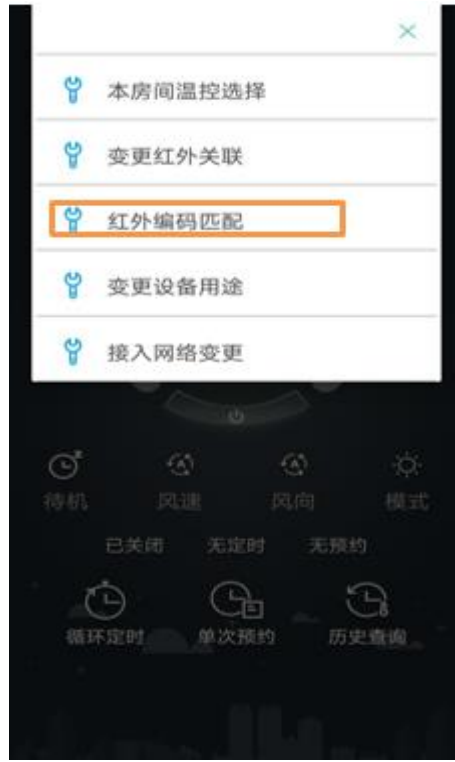 本房间温控选择
变更红外关联
红外编码匹配
变更设备用途
接入网络变更
待机 风速 风向 模式
已关闭 无定时 无预约
循环定时 单次预约 历史查询